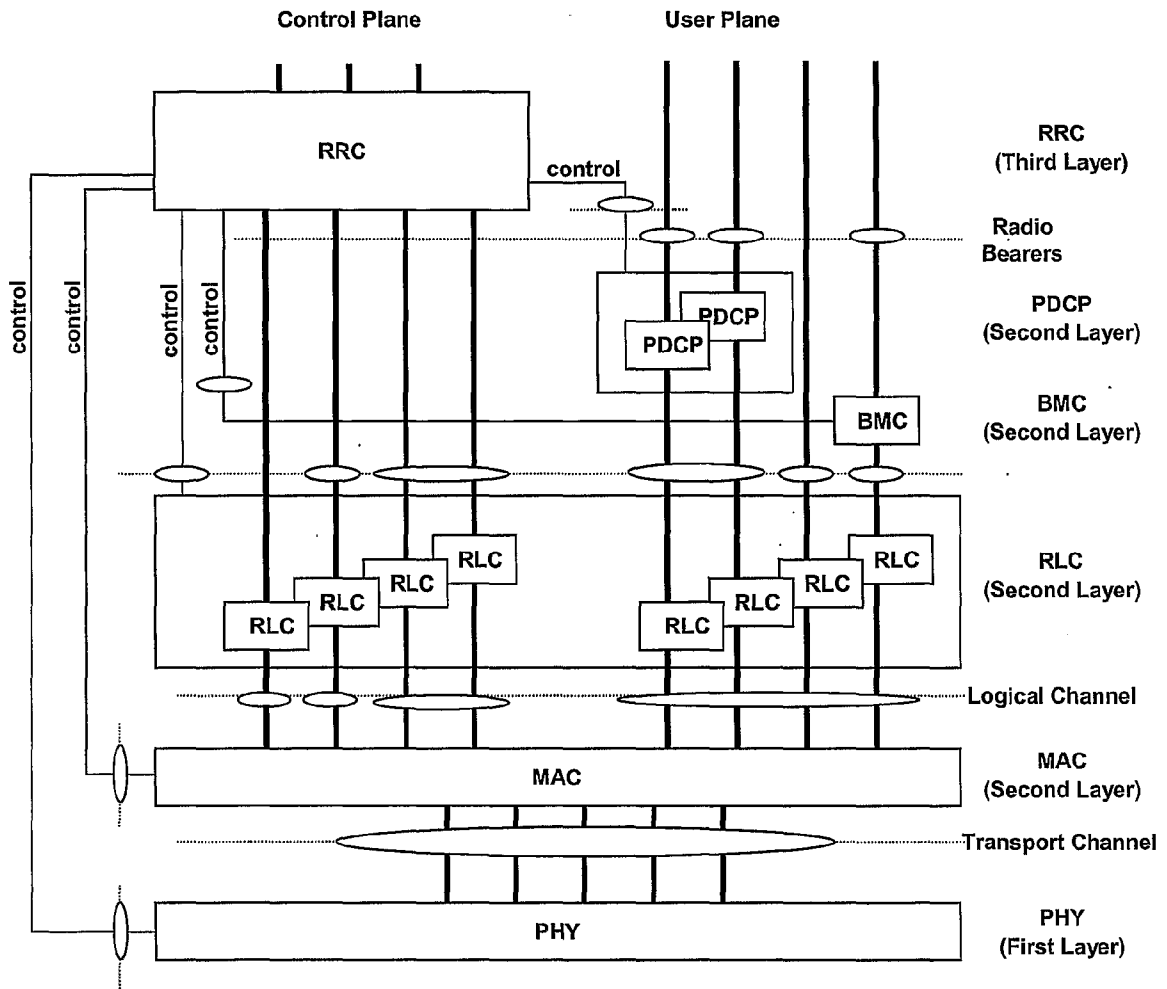 Control Plane
User Plane
RRC
RRC
(Third Layer)
control
Radio
Bearers
control
control
control
control
PDCP
PDCP
PDCP
(Second Layer)
BMC
BMC
(Second Layer)
RLC
RLC
RLC
RLC
RLC
RLC
RLC
RLC
RLC
(Second Layer)
Logical Channel
MAC
MAC
(Second Layer)
Transport Channel
PHY
PHY
(First Layer)